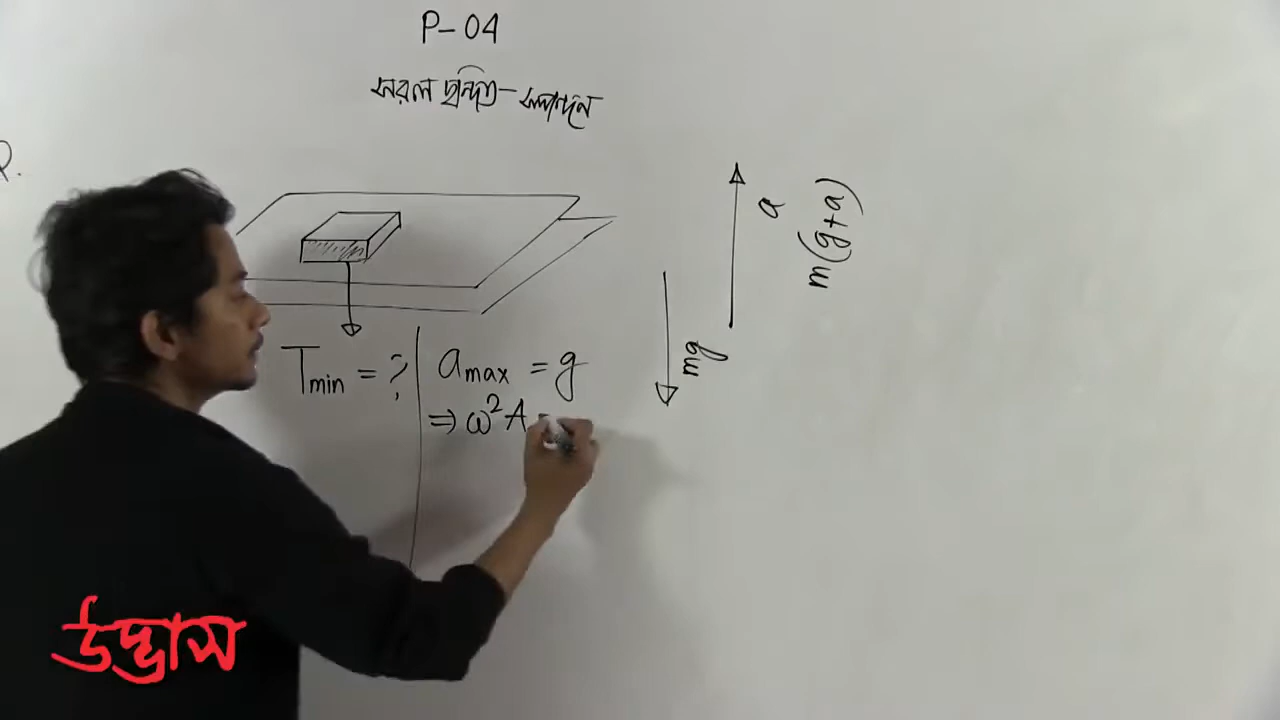 P-04
সরল ছন্দিত-স্পন্দন
Q.
a
m(g+a)
mg
Tmin = ?
amax = g
⇒ ω²A =
উদ্ভাস